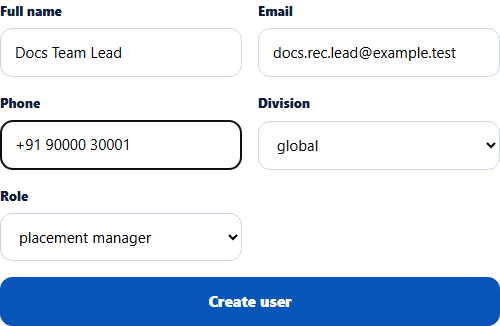 Full name
Email
Docs Team Lead
docs.rec.lead@example.test
Phone
Division
+91 90000 30001
global
Role
placement manager
Create user